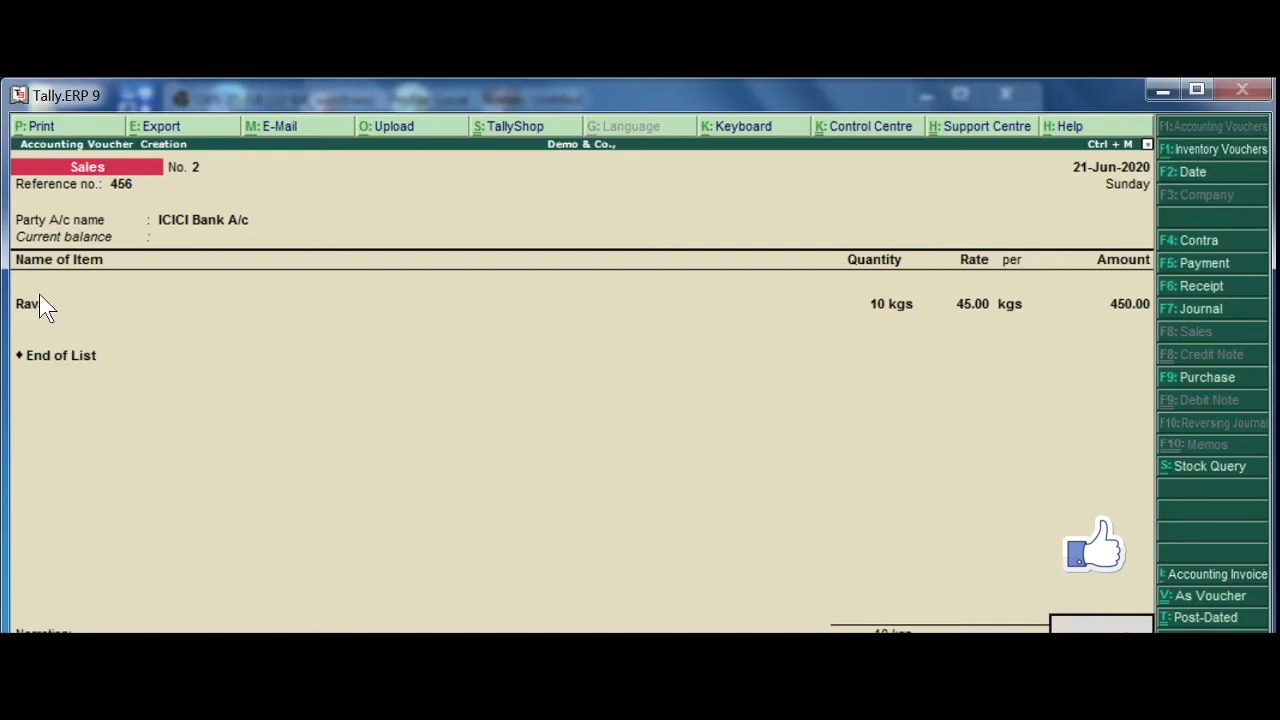 Tally.ERP 9
P: Print E: Export M: E-Mail O: Upload S: TallyShop G: Language K: Keyboard K: Control Centre H: Support Centre H: Help
Accounting Voucher Creation Demo & Co., Ctrl + M
Sales No. 2 21-Jun-2020
Reference no.: 456 Sunday
Party A/c name : ICICI Bank A/c
Current balance :
Name of Item Quantity Rate per Amount
10 kgs 45.00 kgs 450.00
♦ End of List
F1: Accounting Vouchers
F1: Inventory Vouchers
F2: Date
F3: Company
F4: Contra
F5: Payment
F6: Receipt
F7: Journal
F8: Sales
F8: Credit Note
F9: Purchase
F9: Debit Note
F10: Reversing Journal
F10: Memos
S: Stock Query
I: Accounting Invoice
V: As Voucher
T: Post-Dated